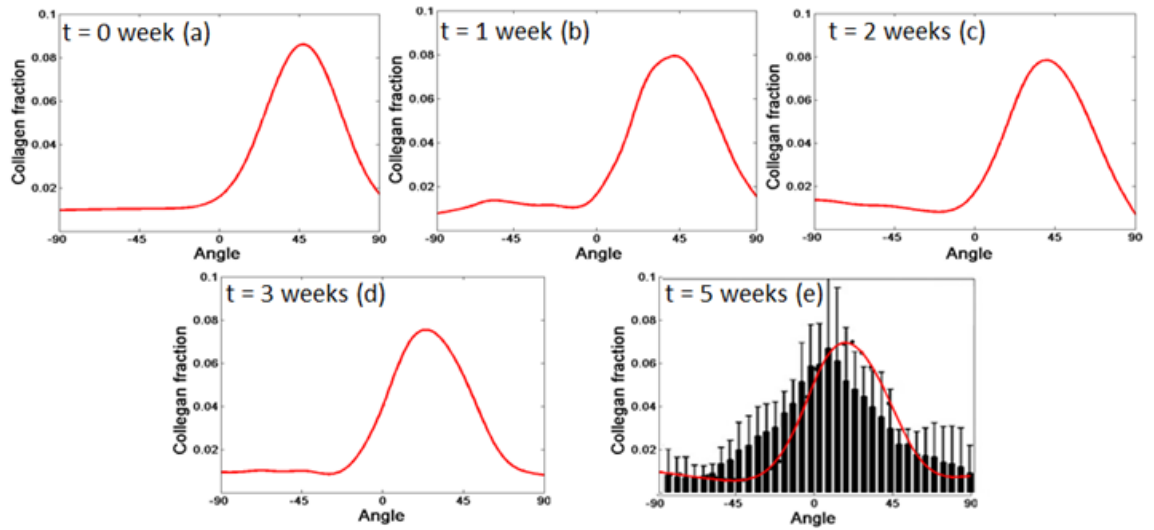 t = 0 week (a)
Collagen fraction
0.1
0.08
0.06
0.04
0.02
-90 -45 0 45 90
Angle
t = 1 week (b)
Collegan fraction
0.1
0.08
0.06
0.04
0.02
-90 -45 0 45 90
Angle
t = 2 weeks (c)
Collegan fraction
0.1
0.08
0.06
0.04
0.02
-90 -45 0 45 90
Angle
t = 3 weeks (d)
Collegan fraction
0.1
0.08
0.06
0.04
0.02
-90 -45 0 45 90
Angle
t = 5 weeks (e)
Collegan fraction
0.1
0.08
0.06
0.04
0.02
-90 -45 0 45 90
Angle